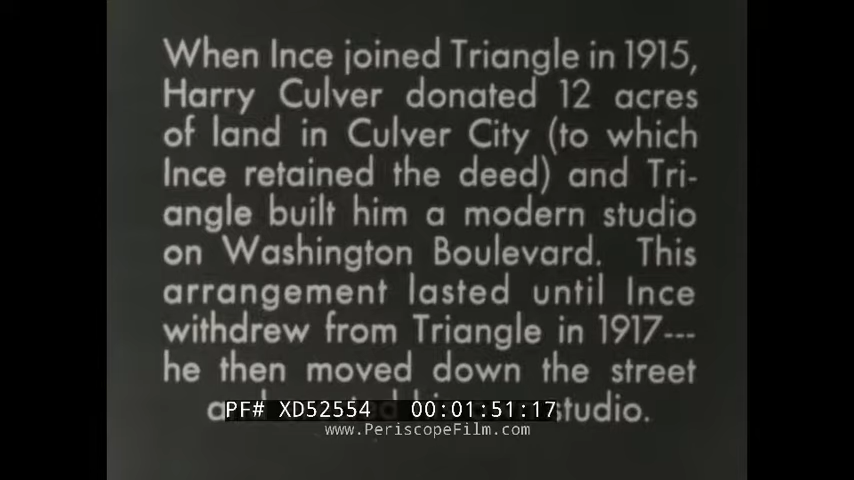 When Ince joined Triangle in 1915,
Harry Culver donated 12 acres
of land in Culver City (to which
Ince retained the deed) and Tri-
angle built him a modern studio
on Washington Boulevard. This
arrangement lasted until Ince
withdrew from Triangle in 1917---
he then moved down the street
studio.
PF# XD52554 00:01:51:17
www.PeriscopeFilm.com